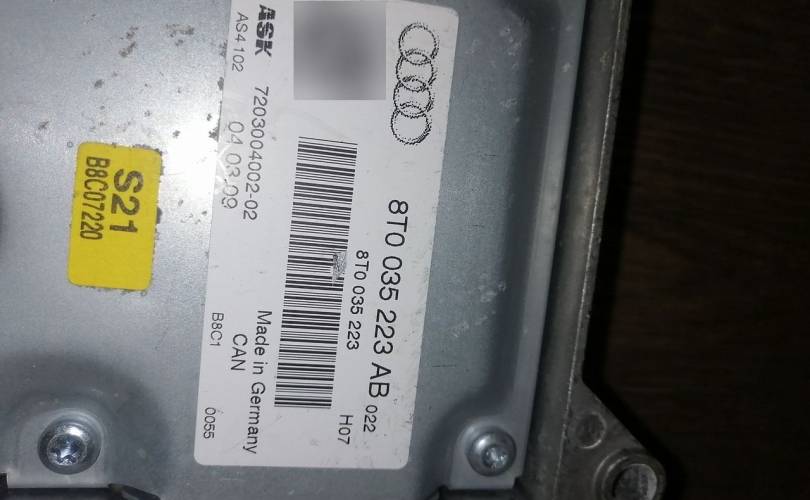 ASK
AS4102
7203004002-02
04.03.09
8T0 035 223 AB 022
8T0 035 223
H07
Made in Germany
CAN
B8C1
0055
S21
B8C07220